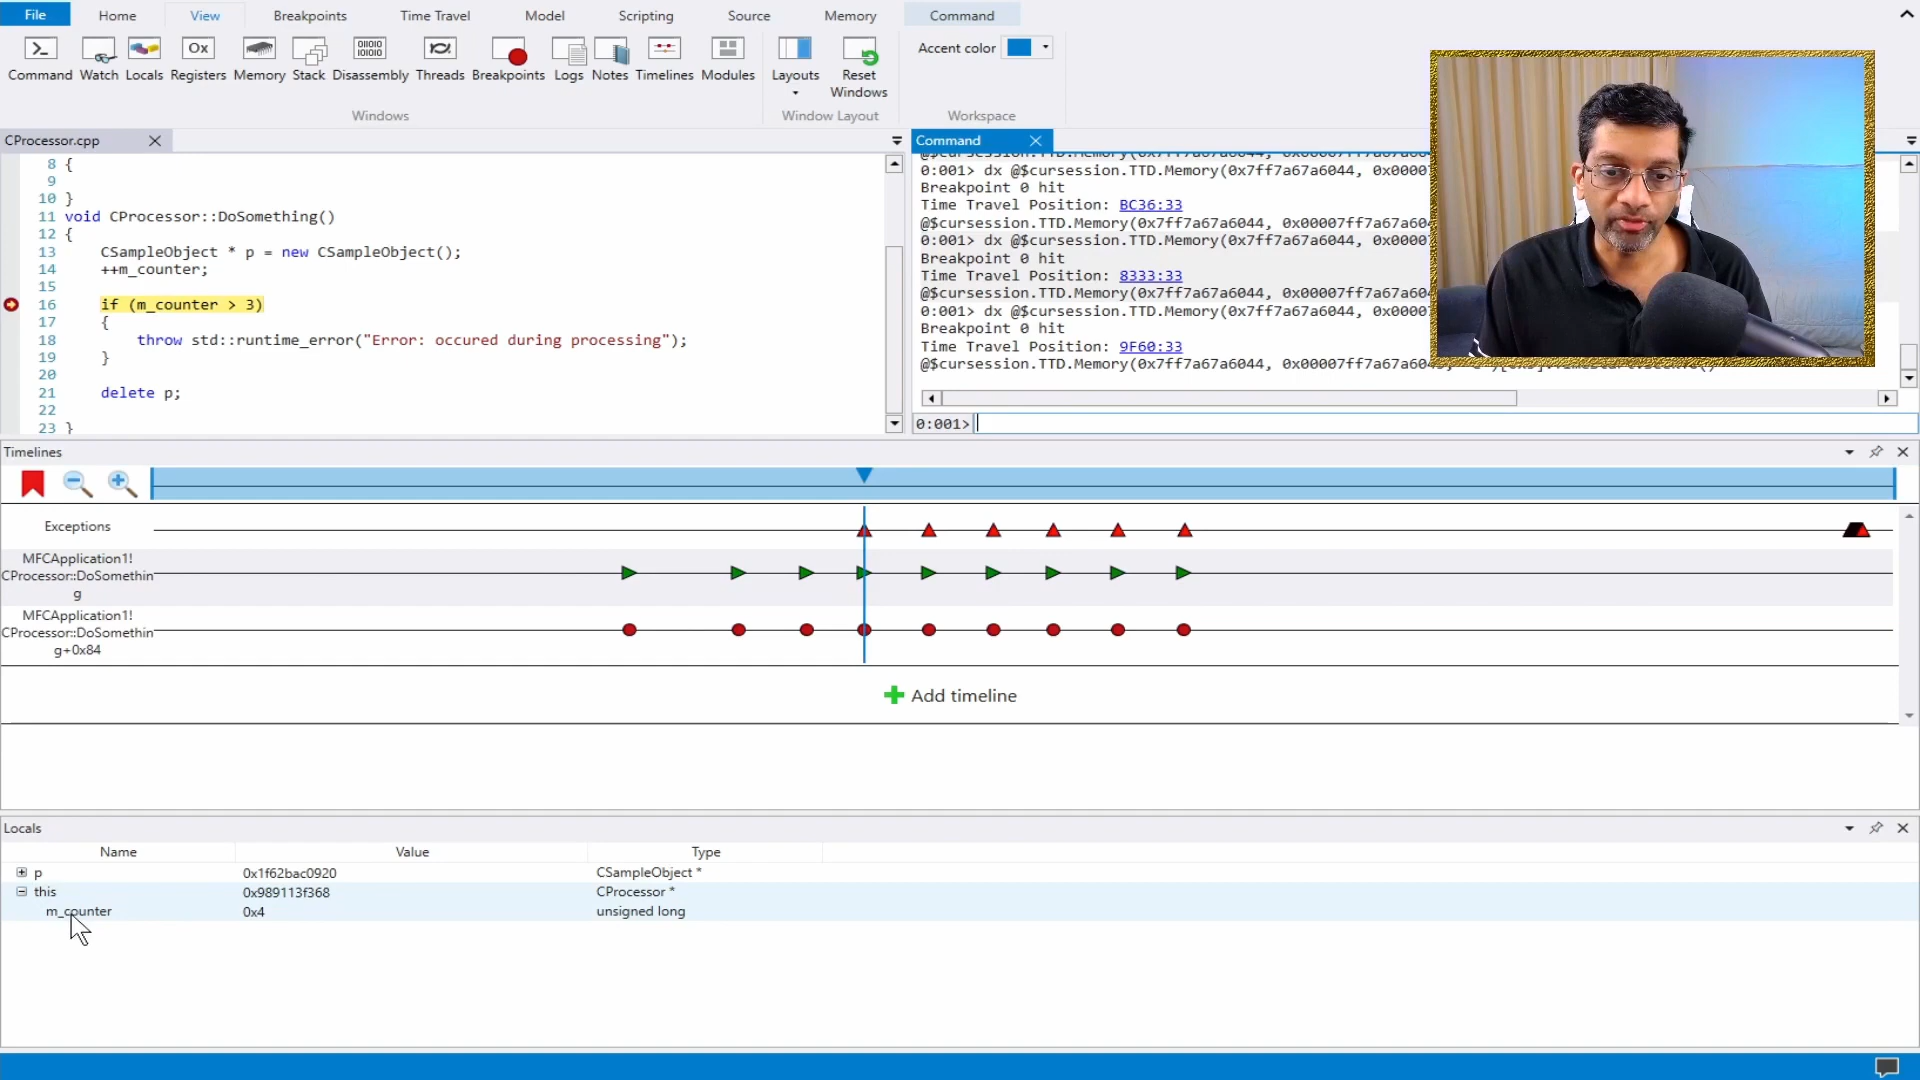 File Home View Breakpoints Time Travel Model Scripting Source Memory Command
Command Watch Locals Registers Memory Stack Disassembly Threads Breakpoints Logs Notes Timelines Modules Layouts Reset Windows
Accent color
Windows Window Layout Workspace
CProcessor.cpp
8 {
9
10 }
11 void CProcessor::DoSomething()
12 {
13 CSampleObject * p = new CSampleObject();
14 ++m_counter;
15
16 if (m_counter > 3)
17 {
18 throw std::runtime_error("Error: occured during processing");
19 }
20
21 delete p;
22
23 }
Command
@$cursession.TTD.Memory(0x7ff7a67a6044,
0:001> dx @$cursession.TTD.Memory(0x7ff7a67a6044, 0x0000
Breakpoint 0 hit
Time Travel Position: BC36:33
@$cursession.TTD.Memory(0x7ff7a67a6044, 0x00007ff7a67a6
0:001> dx @$cursession.TTD.Memory(0x7ff7a67a6044, 0x0000
Breakpoint 0 hit
Time Travel Position: 8333:33
@$cursession.TTD.Memory(0x7ff7a67a6044, 0x00007ff7a67a6
0:001> dx @$cursession.TTD.Memory(0x7ff7a67a6044, 0x0000
Breakpoint 0 hit
Time Travel Position: 9F60:33
@$cursession.TTD.Memory(0x7ff7a67a6044,
0:001>
Timelines
Exceptions
MFCApplication1!
CProcessor::DoSomethin
g
MFCApplication1!
CProcessor::DoSomethin
g+0x84
Add timeline
Locals
Name Value Type
p 0x1f62bac0920 CSampleObject *
this 0x989113f368 CProcessor *
m_counter 0x4 unsigned long